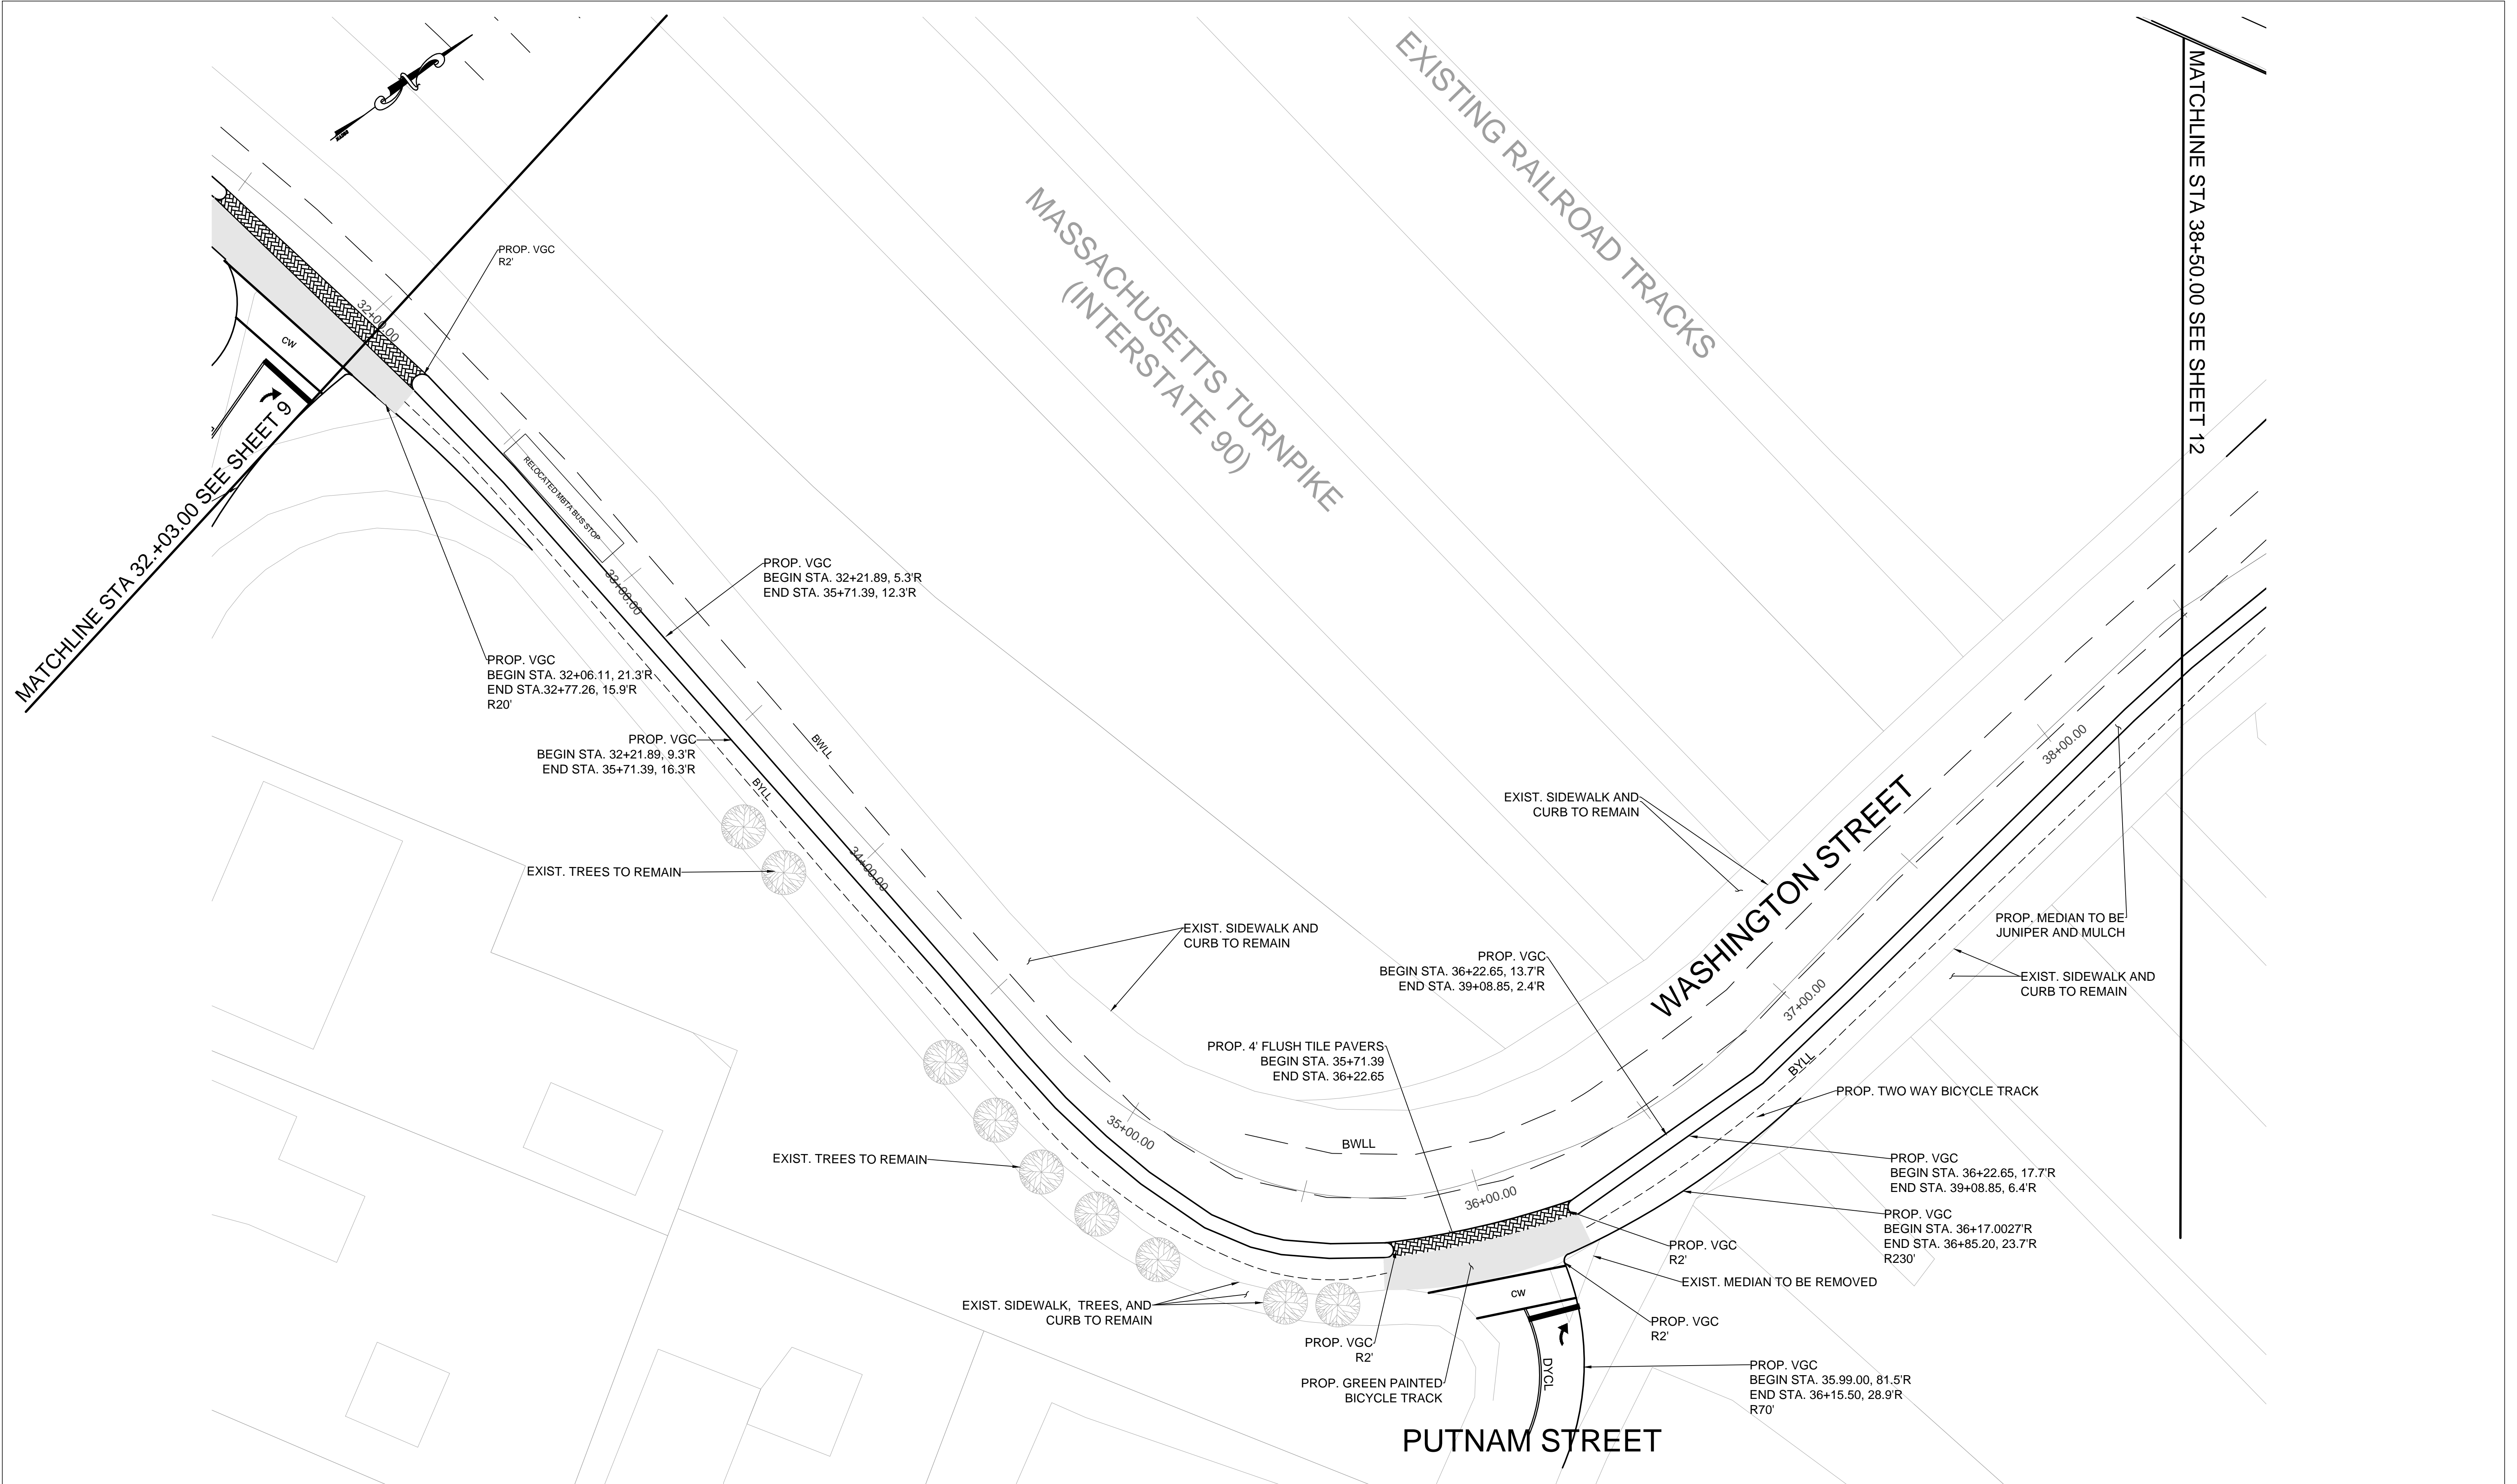 EXISTING RAILROAD TRACKS
MATCHLINE STA 38+50.00 SEE SHEET 12
MASSACHUSETTS TURNPIKE
(INTERSTATE 90)
PROP. VGC
R2'
32+00.00
CW
MATCHLINE STA 32.+03.00 SEE SHEET 9
RELOCATED MBTA BUS STOP
33+00.00
PROP. VGC
BEGIN STA. 32+21.89, 5.3'R
END STA. 35+71.39, 12.3'R
PROP. VGC
BEGIN STA. 32+06.11, 21.3'R
END STA.32+77.26, 15.9'R
R20'
PROP. VGC
BEGIN STA. 32+21.89, 9.3'R
END STA. 35+71.39, 16.3'R
BWLL
BYLL
34+00.00
EXIST. TREES TO REMAIN
EXIST. SIDEWALK AND
CURB TO REMAIN
EXIST. SIDEWALK AND
CURB TO REMAIN
WASHINGTON STREET
38+00.00
PROP. MEDIAN TO BE
JUNIPER AND MULCH
EXIST. SIDEWALK AND
CURB TO REMAIN
PROP. VGC
BEGIN STA. 36+22.65, 13.7'R
END STA. 39+08.85, 2.4'R
37+00.00
PROP. 4' FLUSH TILE PAVERS
BEGIN STA. 35+71.39
END STA. 36+22.65
BYLL
PROP. TWO WAY BICYCLE TRACK
35+00.00
BWLL
EXIST. TREES TO REMAIN
36+00.00
PROP. VGC
BEGIN STA. 36+22.65, 17.7'R
END STA. 39+08.85, 6.4'R
PROP. VGC
BEGIN STA. 36+17.0027'R
END STA. 36+85.20, 23.7'R
R230'
PROP. VGC
R2'
EXIST. MEDIAN TO BE REMOVED
CW
EXIST. SIDEWALK, TREES, AND
CURB TO REMAIN
PROP. VGC
R2'
PROP. VGC
R2'
PROP. GREEN PAINTED
BICYCLE TRACK
DYCL
PROP. VGC
BEGIN STA. 35.99.00, 81.5'R
END STA. 36+15.50, 28.9'R
R70'
PUTNAM STREET